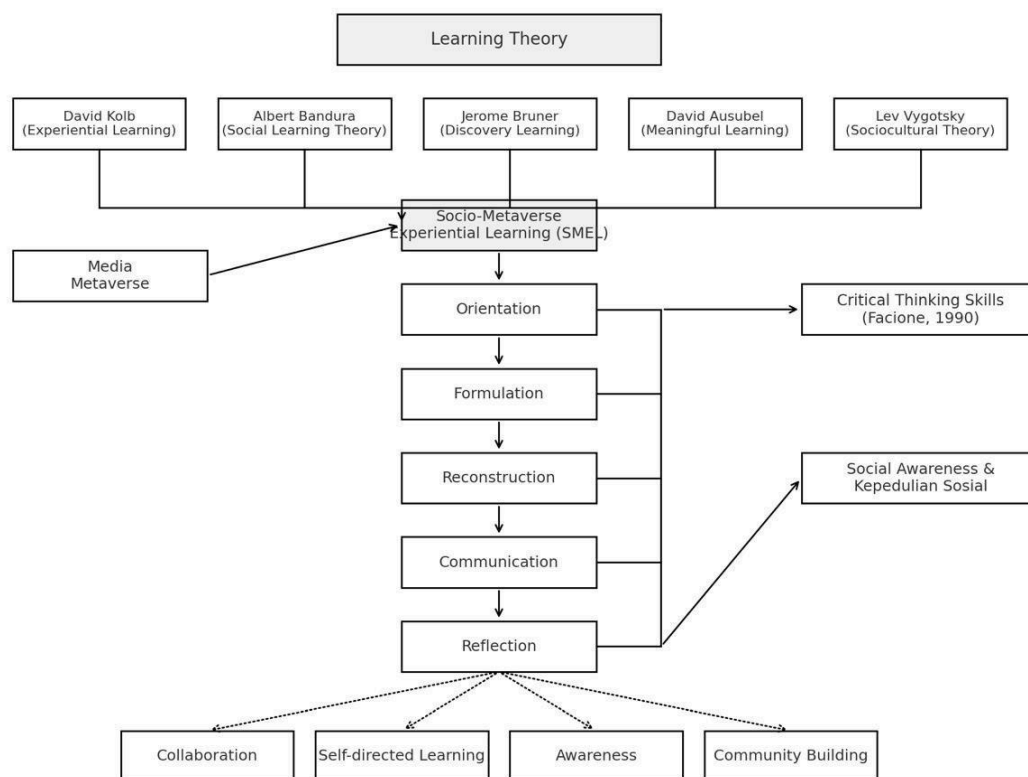 Learning Theory
David Kolb
(Experiential Learning)
Albert Bandura
(Social Learning Theory)
Jerome Bruner
(Discovery Learning)
David Ausubel
(Meaningful Learning)
Lev Vygotsky
(Sociocultural Theory)
Socio-Metaverse
Experiential Learning (SMEL)
Media
Metaverse
Orientation
Critical Thinking Skills
(Facione, 1990)
Formulation
Reconstruction
Social Awareness &
Kepedulian Sosial
Communication
Reflection
Collaboration
Self-directed Learning
Awareness
Community Building